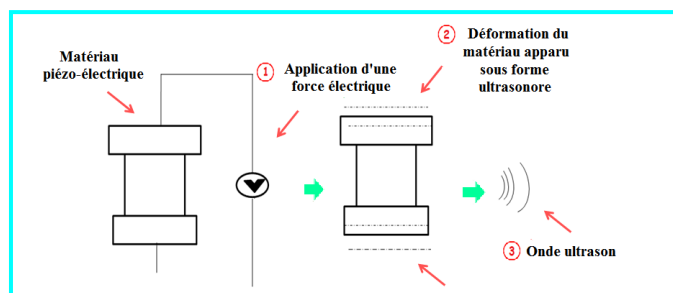 Matériau
piézo-électrique
1 Application d'une
force électrique
2 Déformation du
matériau apparu
sous forme
ultrasonore
V
3 Onde ultrason